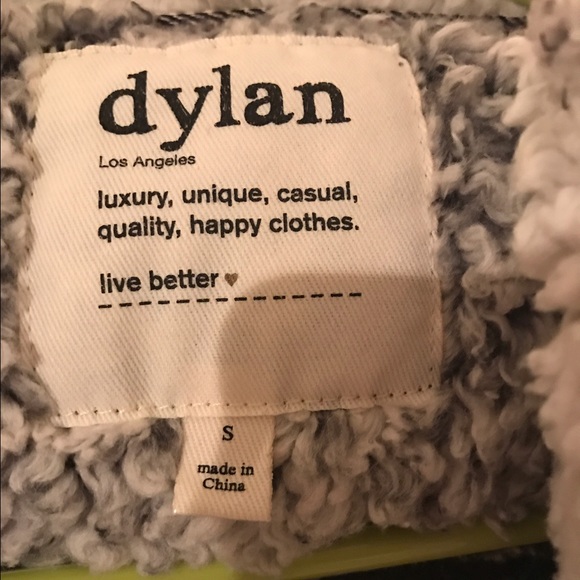 dylan
Los Angeles
luxury, unique, casual,
quality, happy clothes.
live better
S
made in
China